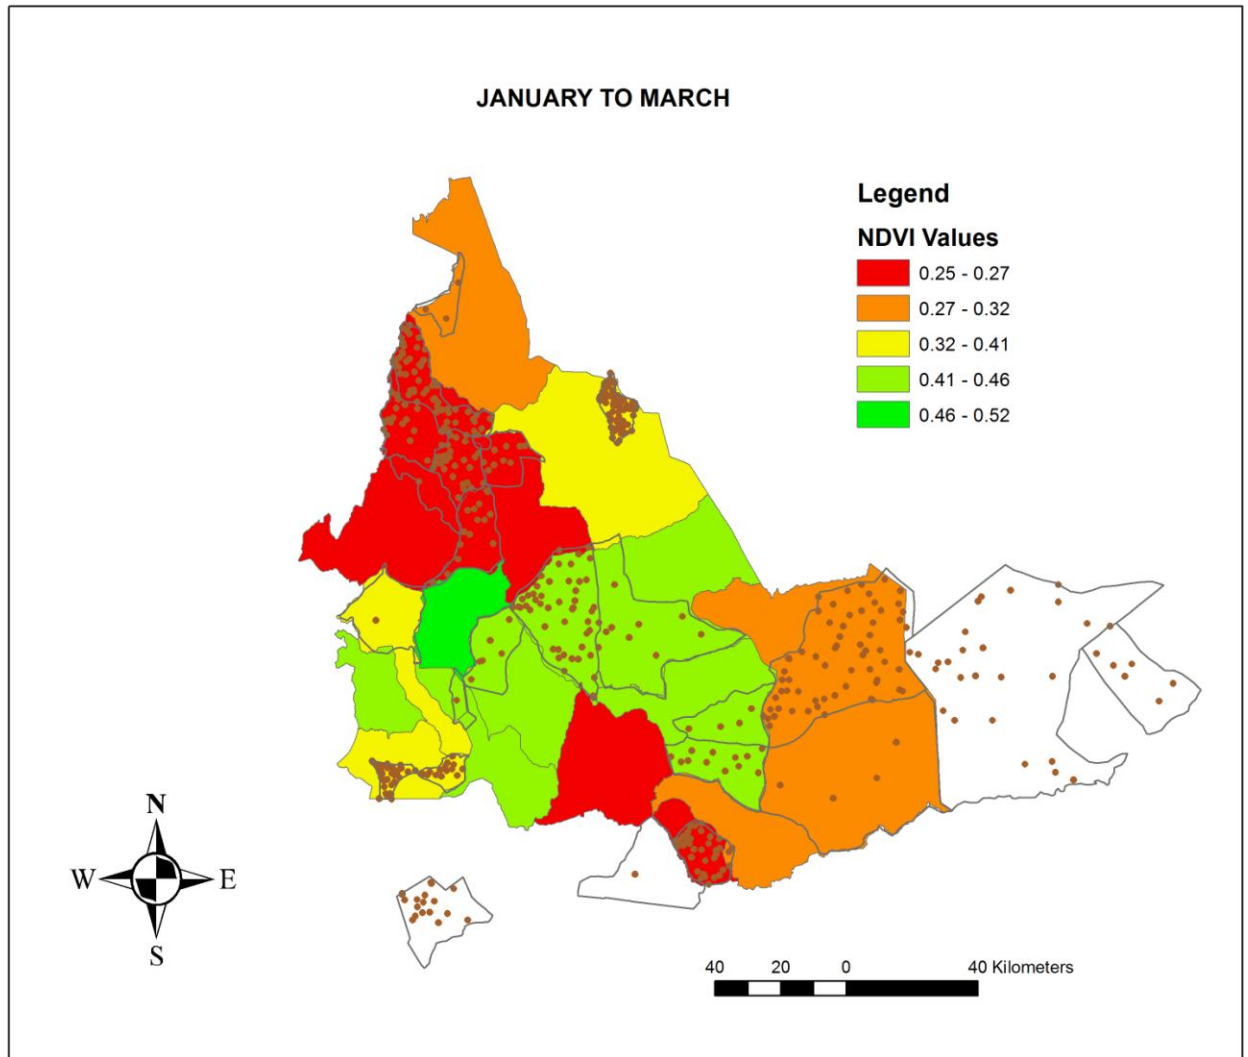 JANUARY TO MARCH
Legend
NDVI Values
0.25 - 0.27
0.27 - 0.32
0.32 - 0.41
0.41 - 0.46
0.46 - 0.52
N
W E
S
40 20 0 40 Kilometers